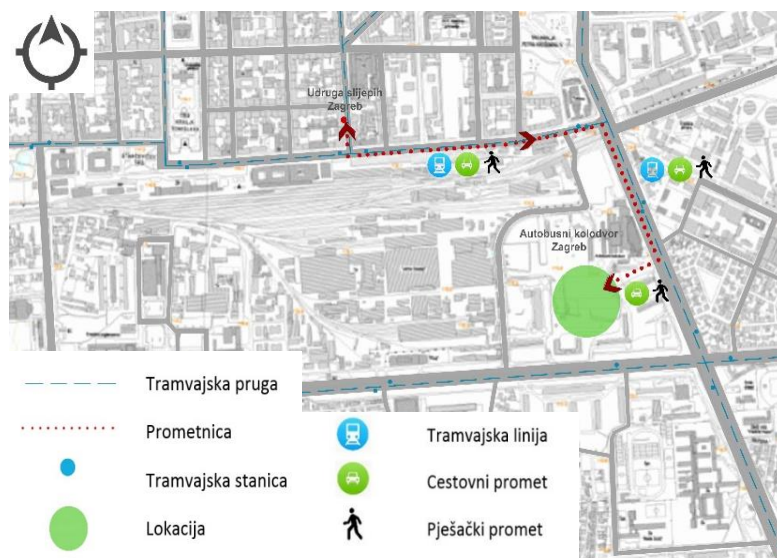 Udruga slijepih
Zagreb
Autobusni kolodvor
Zagreb
Tramvajska pruga
Prometnica
Tramvajska stanica
Lokacija
Tramvajska linija
Cestovni promet
Pješački promet